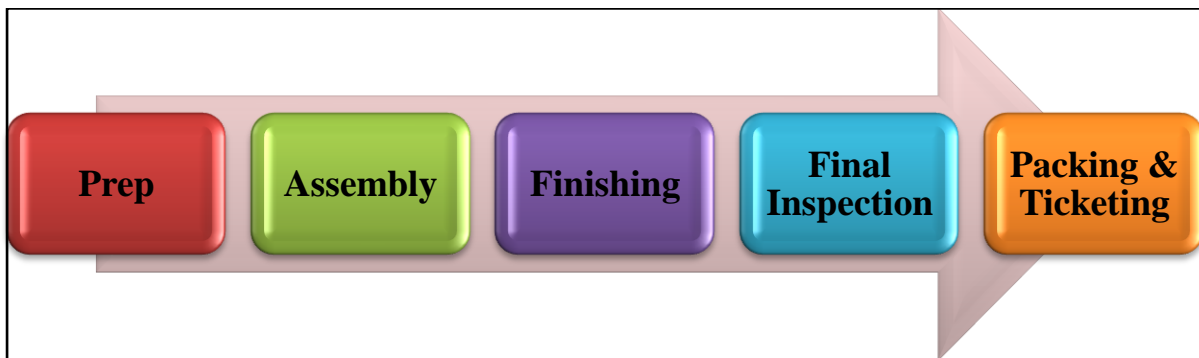 Prep
Assembly
Finishing
Final
Inspection
Packing &
Ticketing